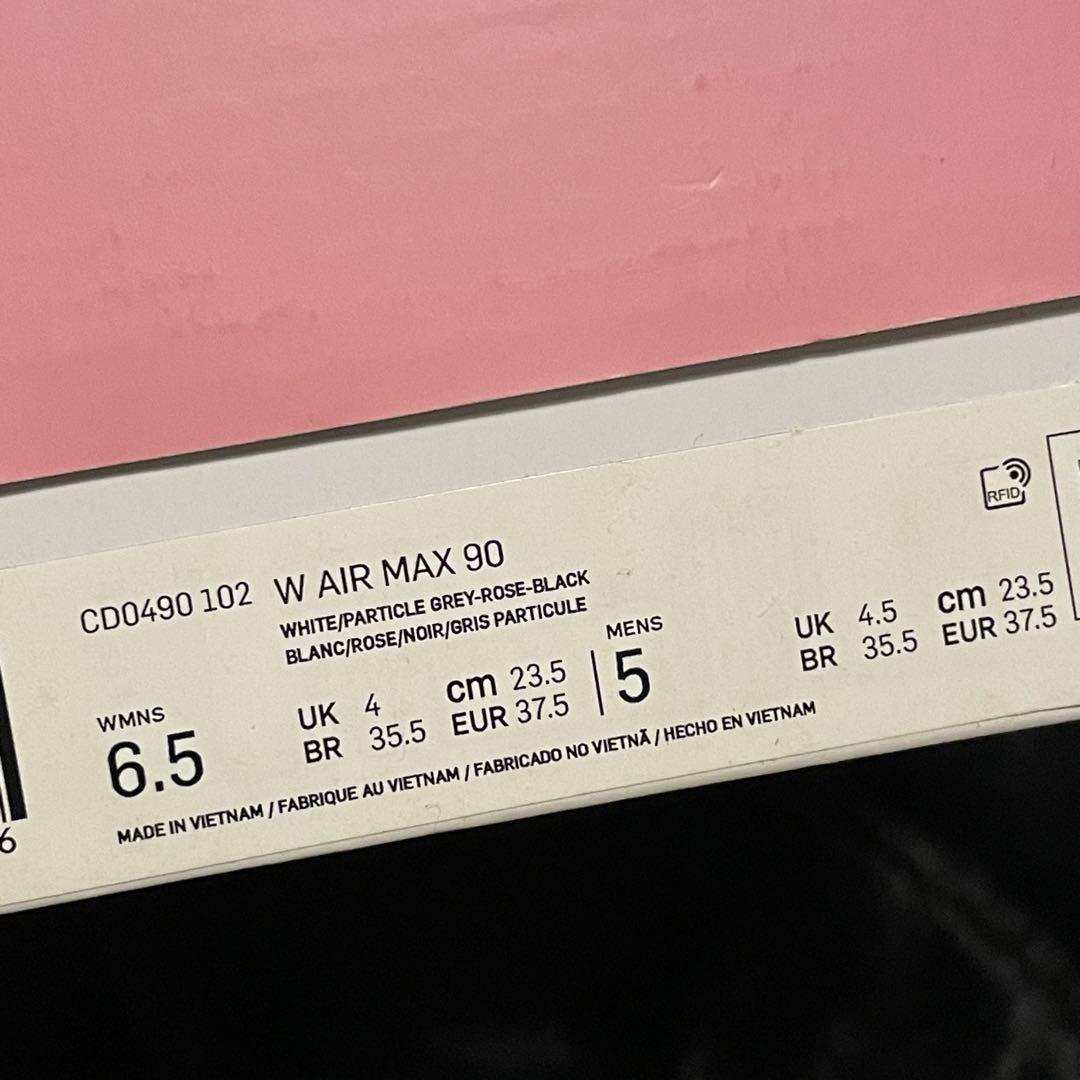 RFID
CD0490 102 W AIR MAX 90
WHITE/PARTICLE GREY-ROSE-BLACK
BLANC/ROSE/NOIR/GRIS PARTICULE
WMNS
6.5
UK 4
BR 35.5
cm 23.5
EUR 37.5
MENS
5
UK 4.5
BR 35.5
cm 23.5
EUR 37.5
MADE IN VIETNAM / FABRIQUE AU VIETNAM / FABRICADO NO VIETNÃ / HECHO EN VIETNAM
6